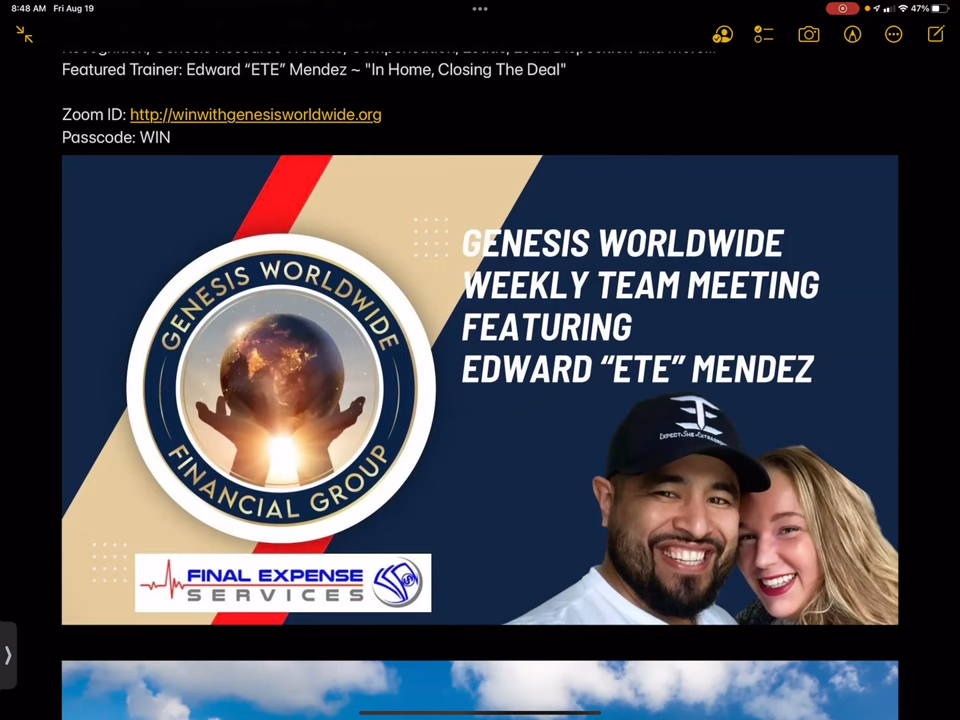 8:48 AM Fri Aug 19
47%
Featured Trainer: Edward “ETE” Mendez ~ "In Home, Closing The Deal"
Zoom ID: http://winwithgenesisworldwide.org
Passcode: WIN
GENESIS WORLDWIDE
WEEKLY TEAM MEETING
FEATURING
EDWARD “ETE” MENDEZ
GENESIS WORLDWIDE
FINANCIAL GROUP
FINAL EXPENSE
SERVICES